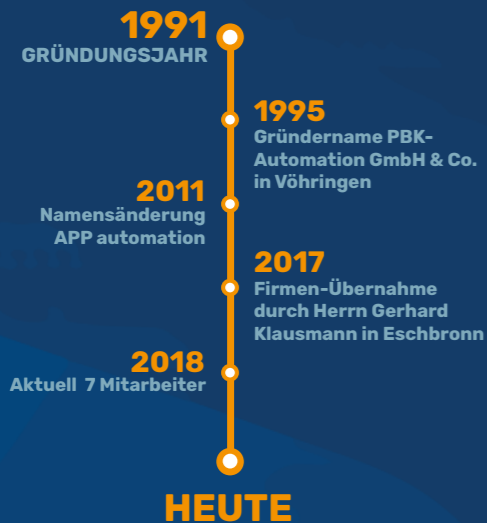 1991
GRÜNDUNGSJAHR
1995
Gründername PBK-
Automation GmbH & Co.
in Vöhringen
2011
Namensänderung
APP automation
2017
Firmen-Übernahme
durch Herrn Gerhard
Klausmann in Eschbronn
2018
Aktuell 7 Mitarbeiter
HEUTE